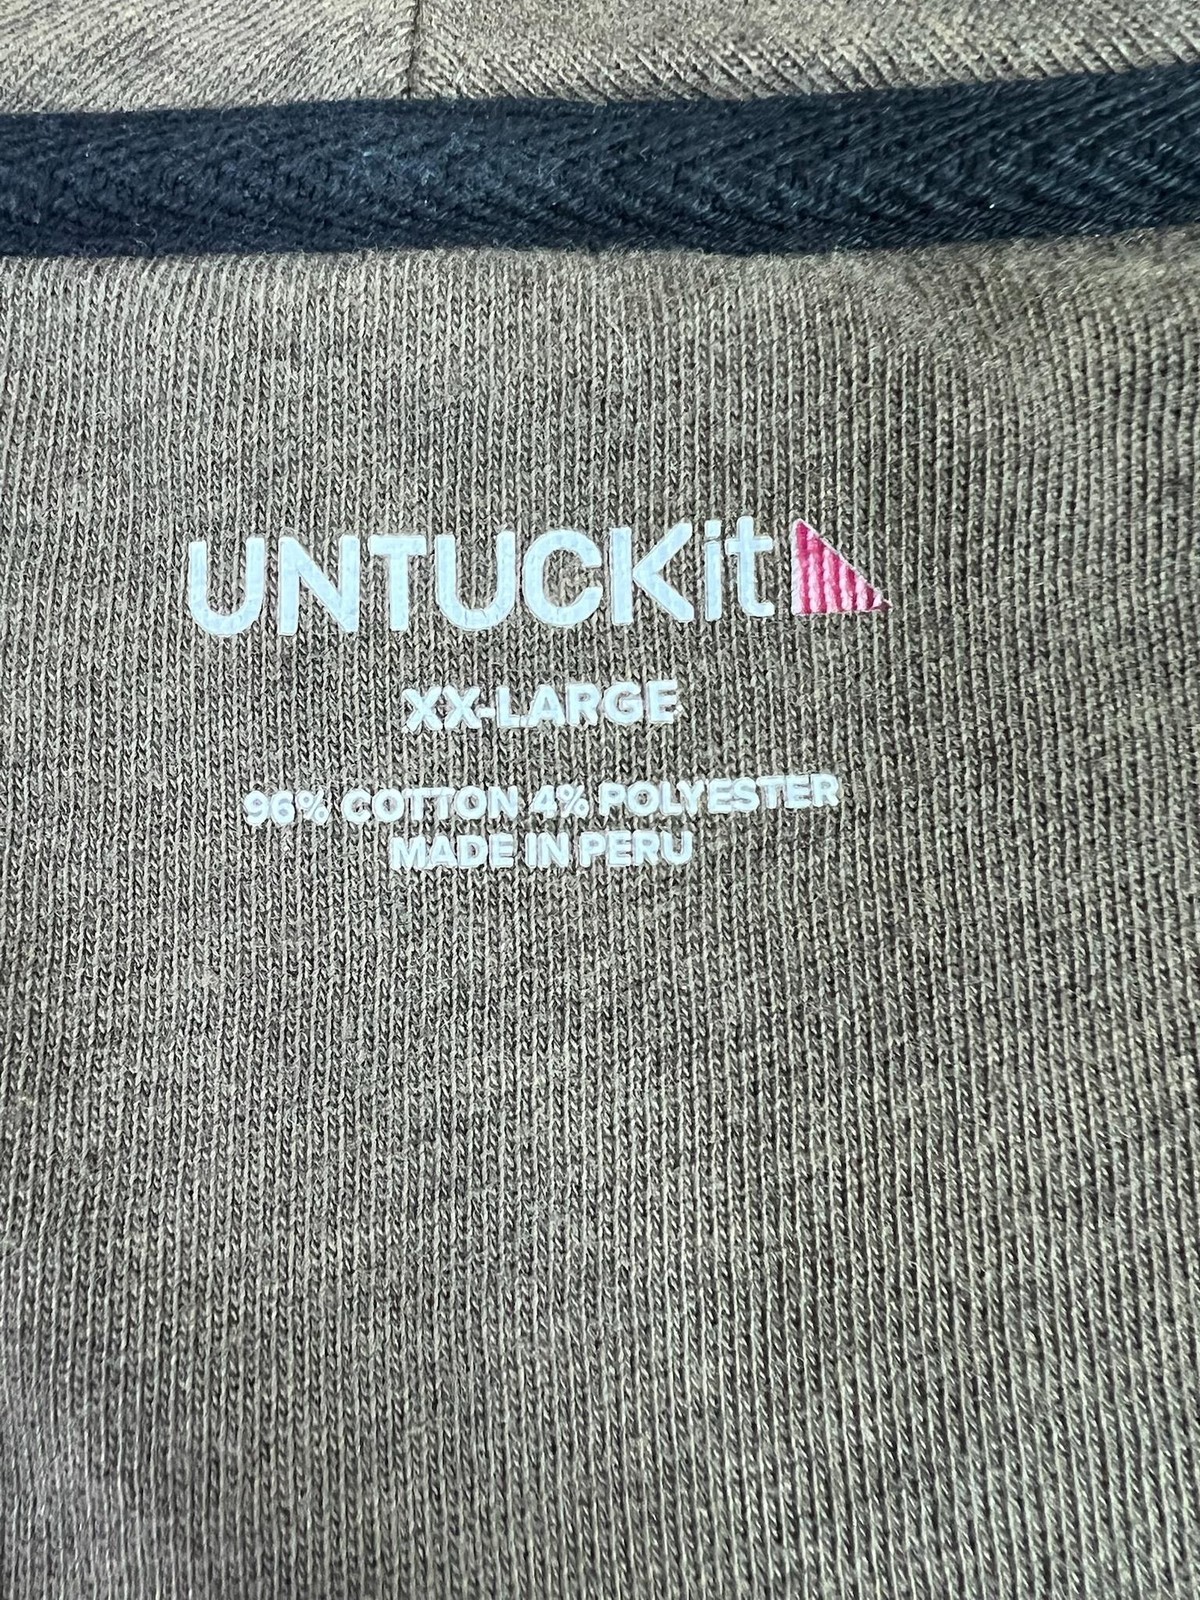 UNTUCKit
XX-LARGE
96% COTTON 4% POLYESTER
MADE IN PERU